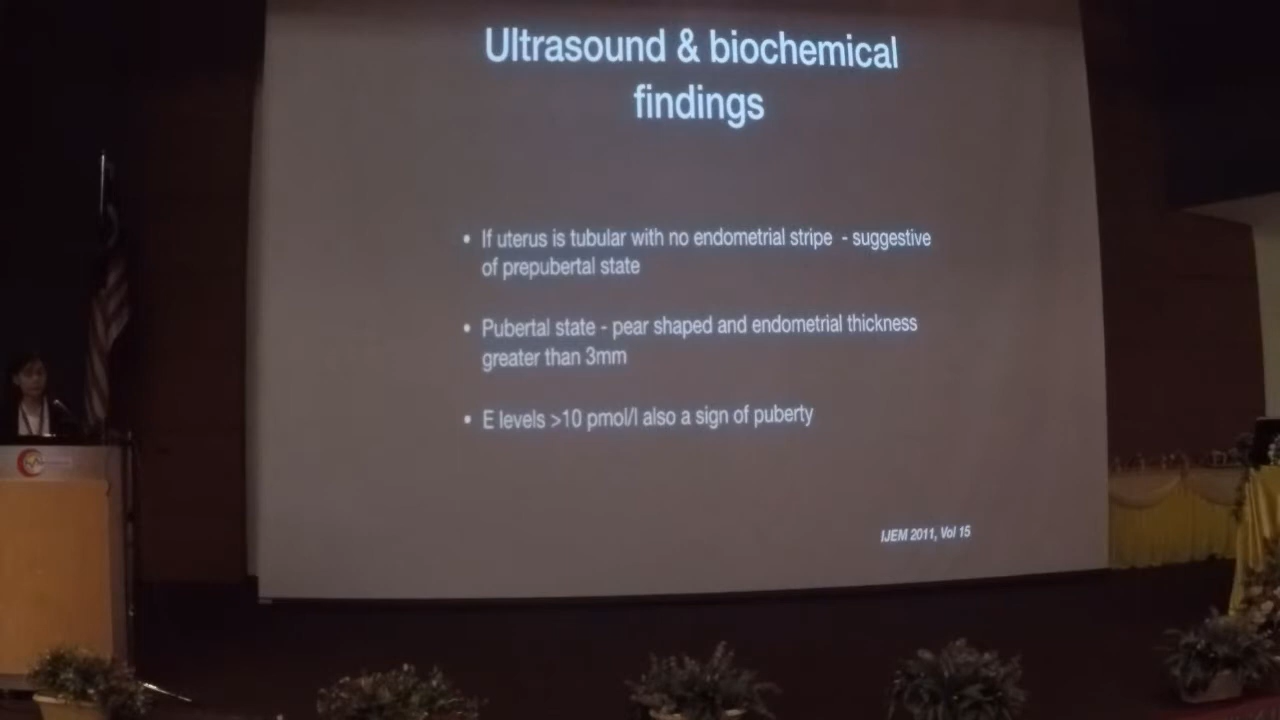 Ultrasound & biochemical
findings
• If uterus is tubular with no endometrial stripe - suggestive
of prepubertal state
• Pubertal state - pear shaped and endometrial thickness
greater than 3mm
• E levels >10 pmol/l also a sign of puberty
IJEM 2011, Vol 15